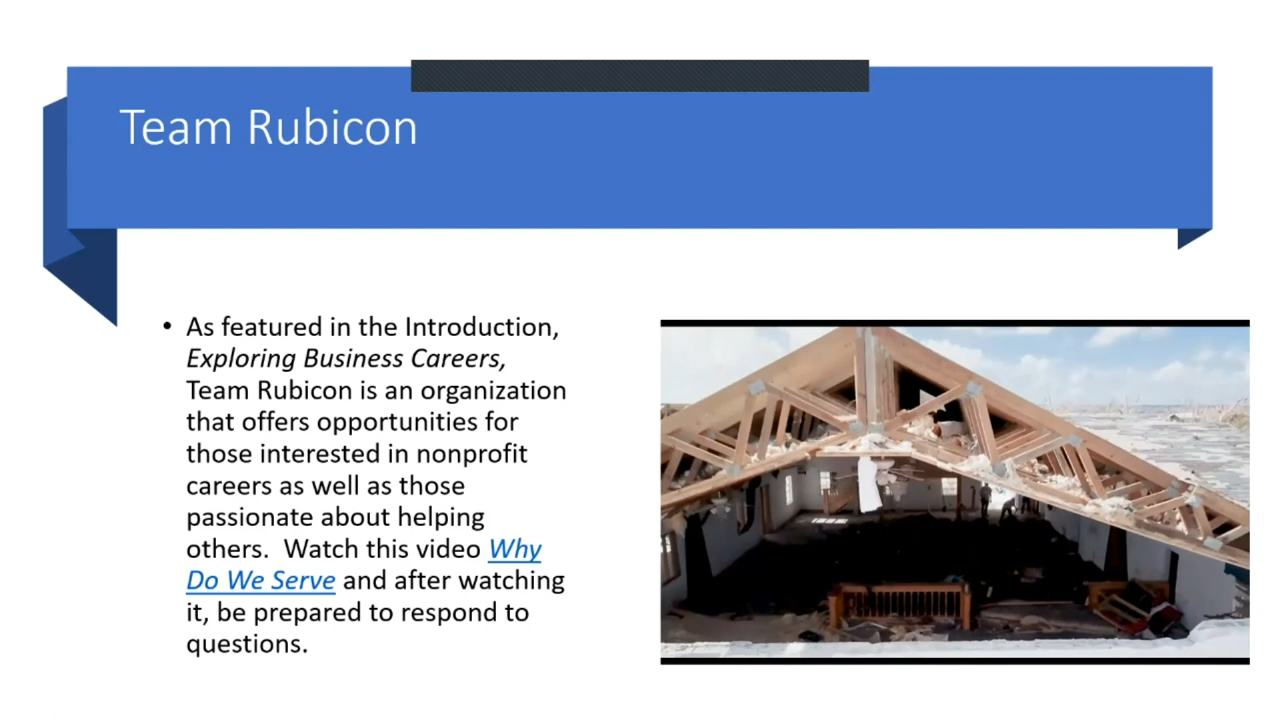 Team Rubicon
• As featured in the Introduction,
Exploring Business Careers,
Team Rubicon is an organization
that offers opportunities for
those interested in nonprofit
careers as well as those
passionate about helping
others.  Watch this video Why
Do We Serve and after watching
it, be prepared to respond to
questions.